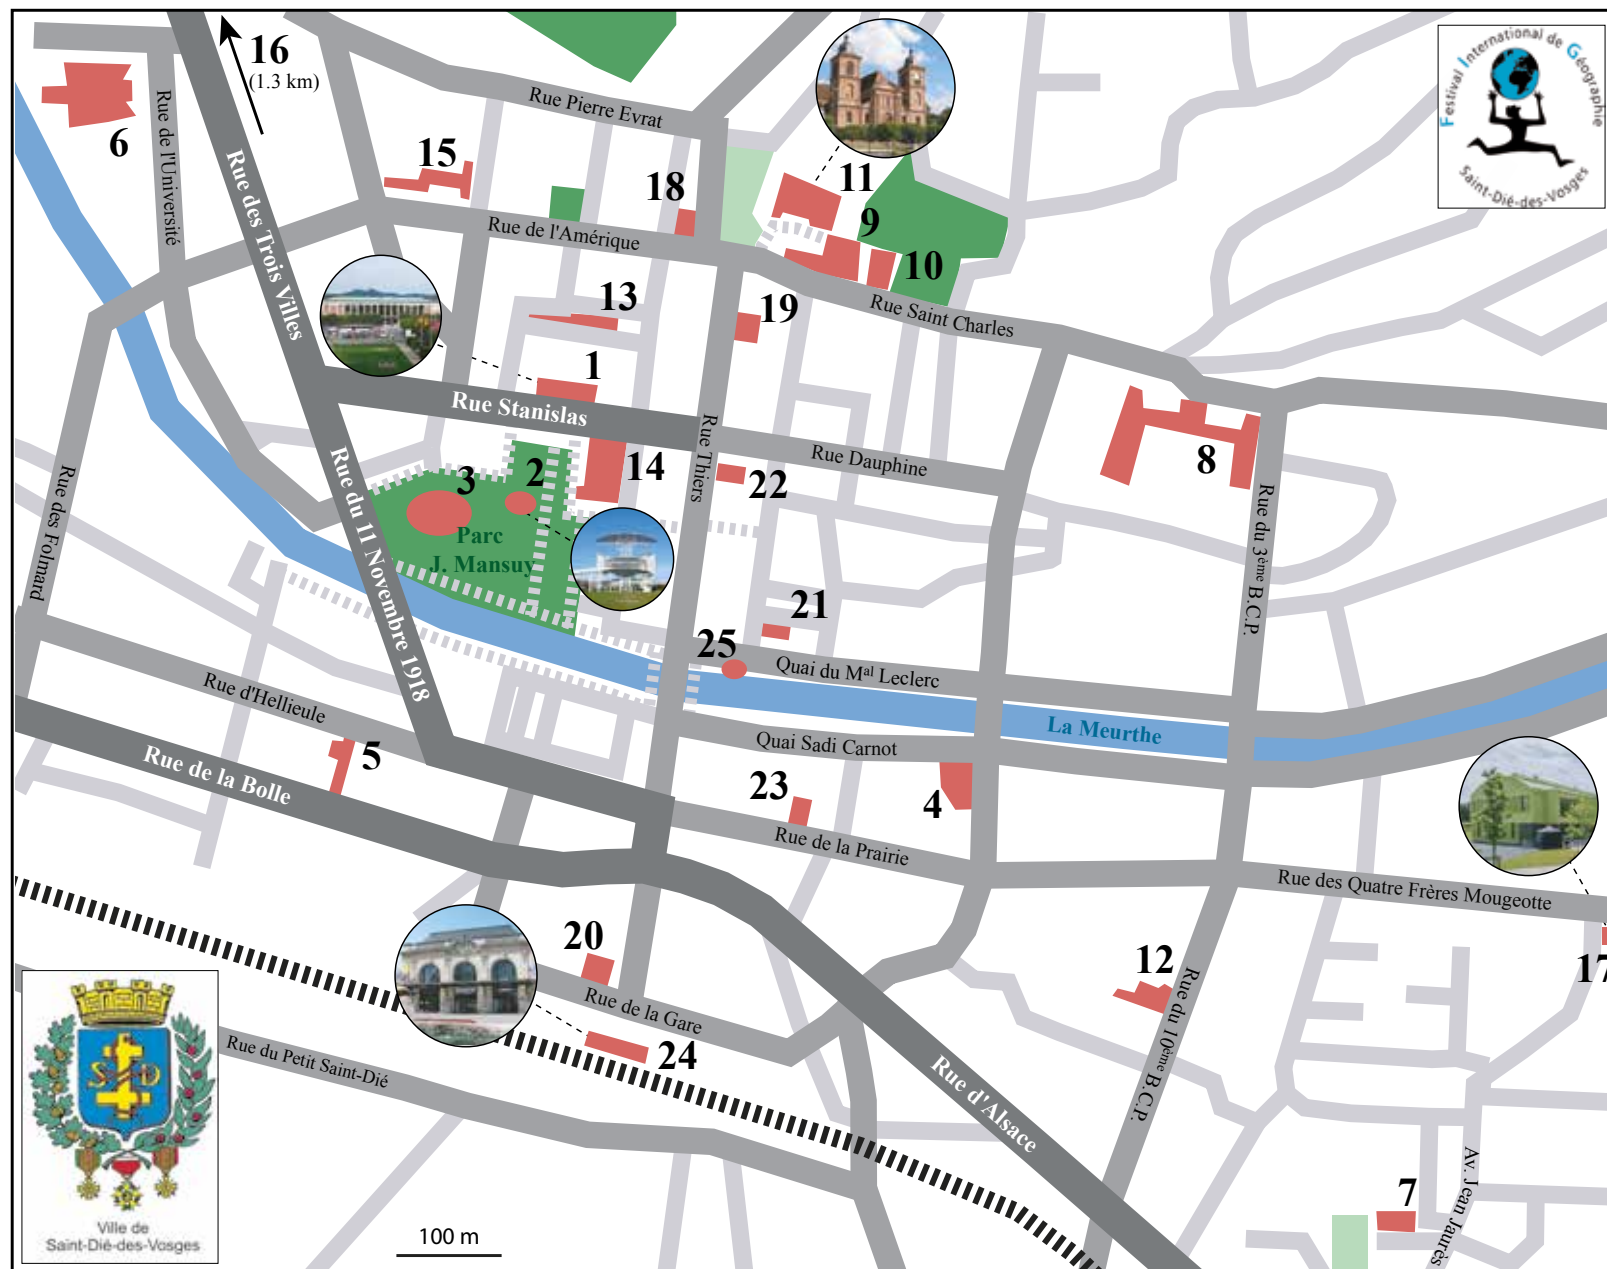 16
(1.3 km)
6
Rue de l'Université
Rue des Trois Villes
Rue Pierre Evrat
15
18
11
9
10
Rue de l'Amérique
Rue Saint Charles
Festival International de Géographie
Saint-Dié-des-Vosges
13
19
1
Rue Stanislas
Rue Thiers
Rue Dauphine
8
Rue du 3ème B.C.P.
Rue des Folmard
Rue du 11 Novembre 1918
3
2
14
22
Parc
J. Mansuy
21
25
Quai du Mal Leclerc
La Meurthe
Quai Sadi Carnot
Rue d'Hellieule
Rue de la Bolle
5
23
4
Rue de la Prairie
Rue des Quatre Frères Mougeotte
17
20
Rue de la Gare
24
12
Rue du 10ème B.C.P.
Rue d'Alsace
Rue du Petit Saint-Dié
Av. Jean Jaurès
7
S D
Ville de
Saint-Dié-des-Vosges
100 m